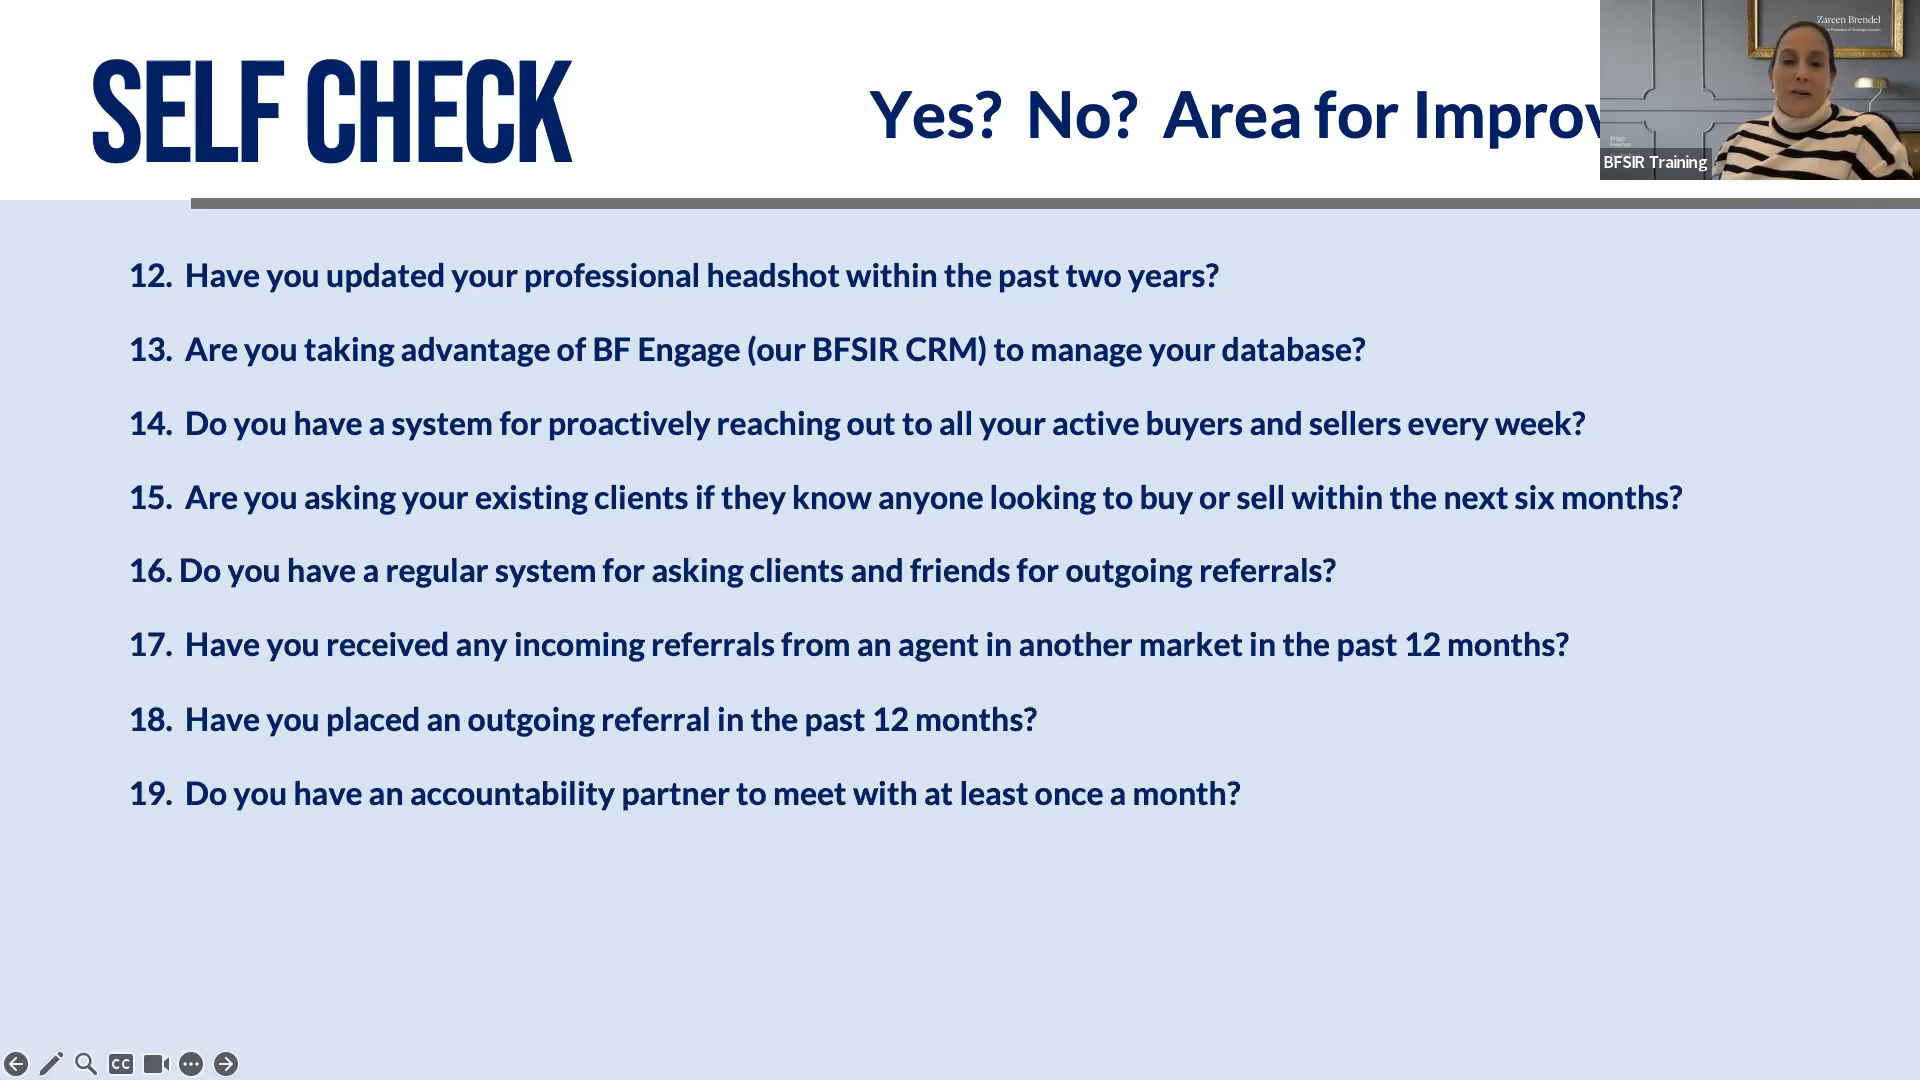 SELF CHECK
Yes? No? Area for Improv
Zareen Brendel
BFSIR Training
12. Have you updated your professional headshot within the past two years?
13. Are you taking advantage of BF Engage (our BFSIR CRM) to manage your database?
14. Do you have a system for proactively reaching out to all your active buyers and sellers every week?
15. Are you asking your existing clients if they know anyone looking to buy or sell within the next six months?
16. Do you have a regular system for asking clients and friends for outgoing referrals?
17. Have you received any incoming referrals from an agent in another market in the past 12 months?
18. Have you placed an outgoing referral in the past 12 months?
19. Do you have an accountability partner to meet with at least once a month?
CC